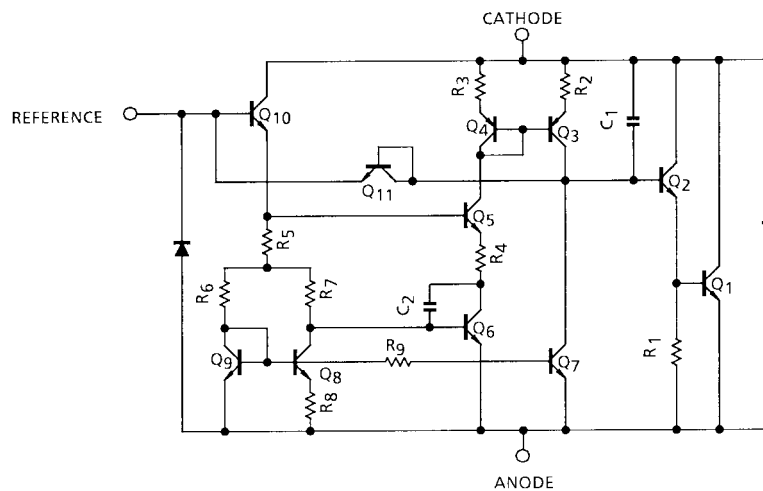 CATHODE
R3
R2
REFERENCE
Q10
Q4
Q3
C1
Q11
Q2
Q5
R5
R4
R6
R7
C2
Q6
Q1
Q9
Q8
R9
Q7
R1
R8
ANODE